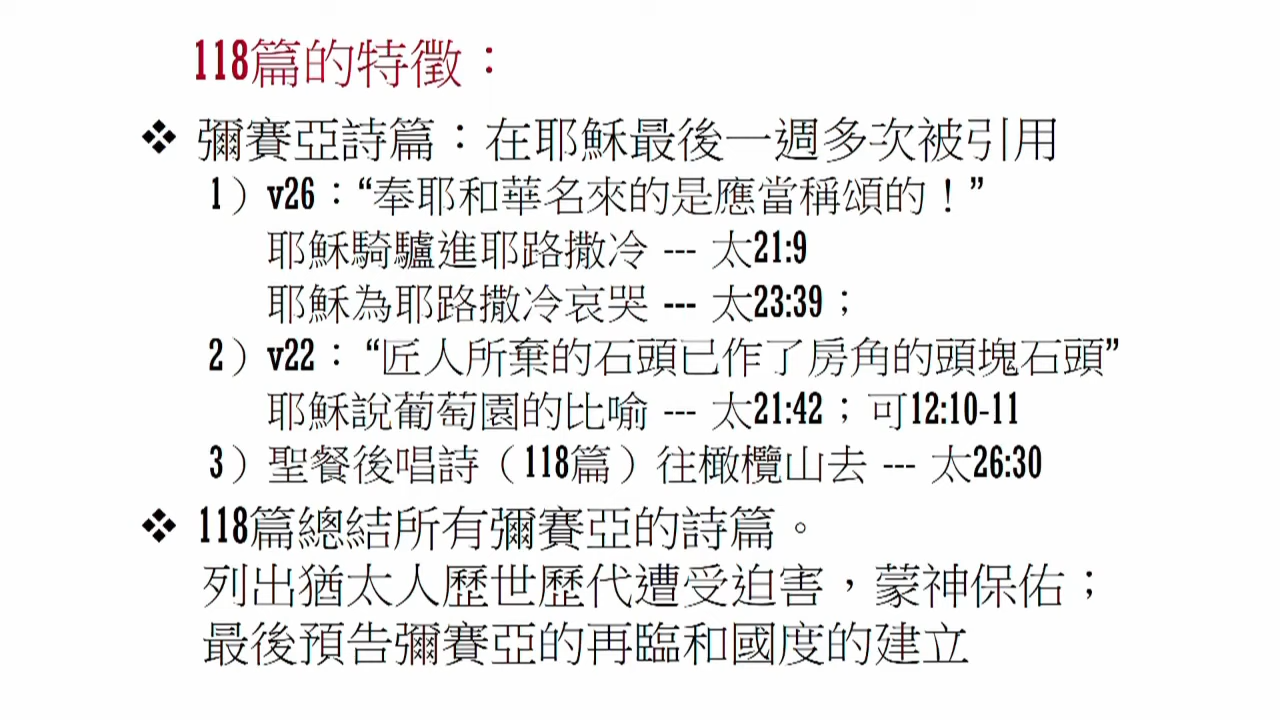 118篇的特徵：
❖ 彌賽亞詩篇：在耶穌最後一週多次被引用
1）v26：“奉耶和華名來的是應當稱頌的！”
耶穌騎驢進耶路撒冷 --- 太21:9
耶穌為耶路撒冷哀哭 --- 太23:39；
2）v22：“匠人所棄的石頭已作了房角的頭塊石頭”
耶穌說葡萄園的比喻 --- 太21:42；可12:10-11
3）聖餐後唱詩（118篇）往橄欖山去 --- 太26:30
❖ 118篇總結所有彌賽亞的詩篇。
列出猶太人歷世歷代遭受迫害，蒙神保佑；
最後預告彌賽亞的再臨和國度的建立